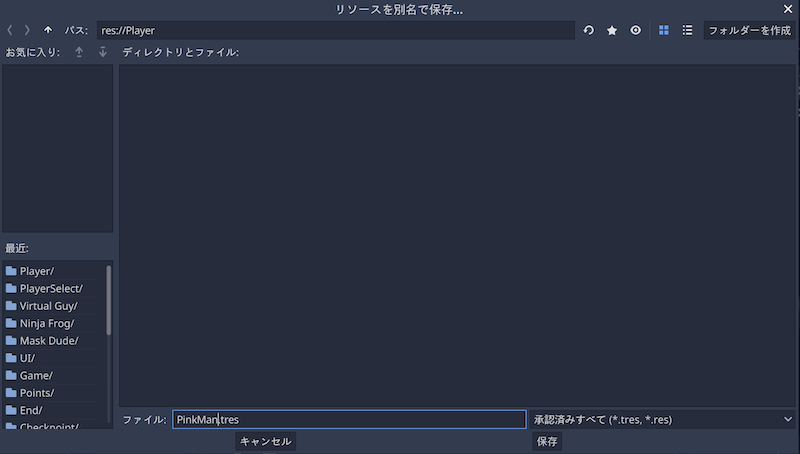 リソースを別名で保存...
パス: res://Player フォルダーを作成
お気に入り: ディレクトリとファイル:
最近:
Player/
PlayerSelect/
Virtual Guy/
Ninja Frog/
Mask Dude/
UI/
Game/
Points/
End/
Checkpoint/
ファイル: PinkMan.tres 承認済みすべて (*.tres, *.res)
キャンセル 保存